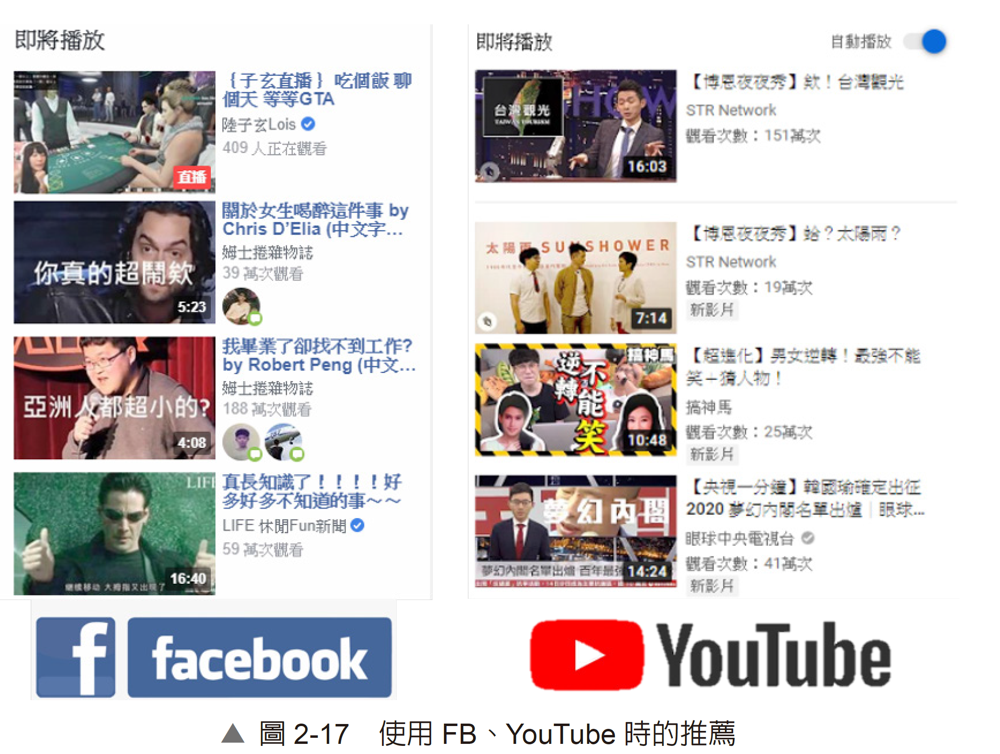 即將播放
｛子玄直播｝ 吃個飯 聊
個天 等等GTA
陸子玄Lois
409 人正在觀看
直播
關於女生喝醉這件事 by
Chris D'Elia (中文字...
姆士捲雜物誌
39 萬次觀看
你真的超鬧欸
5:23
我畢業了卻找不到工作?
by Robert Peng (中文...
姆士捲雜物誌
188 萬次觀看
亞洲人都超小的?
4:08
真長知識了！！！！好
多好多不知道的事～～
LIFE 休閒Fun新聞
59 萬次觀看
LIFE
繼續移動 大拇指又出現了
16:40
f facebook
即將播放
自動播放
【博恩夜夜秀】欸！台灣觀光
STR Network
觀看次數：151萬次
SHOW
台灣觀光
TAIWAN TOURISM
16:03
【博恩夜夜秀】蛤？太陽雨？
STR Network
觀看次數：19萬次
新影片
太陽雨 SUNSHOWER
7:14
【超進化】男女逆轉！最強不能
笑＋猜人物！
搞神馬
觀看次數：25萬次
新影片
搞神馬
逆轉
不能笑
10:48
【央視一分鐘】韓國瑜確定出征
2020 夢幻內閣名單出爐｜眼球...
眼球中央電視台
觀看次數：41萬次
新影片
夢幻內閣
夢幻內閣名單出爐 百年最強
14:24
YouTube
▲ 圖 2-17　使用 FB、YouTube 時的推薦